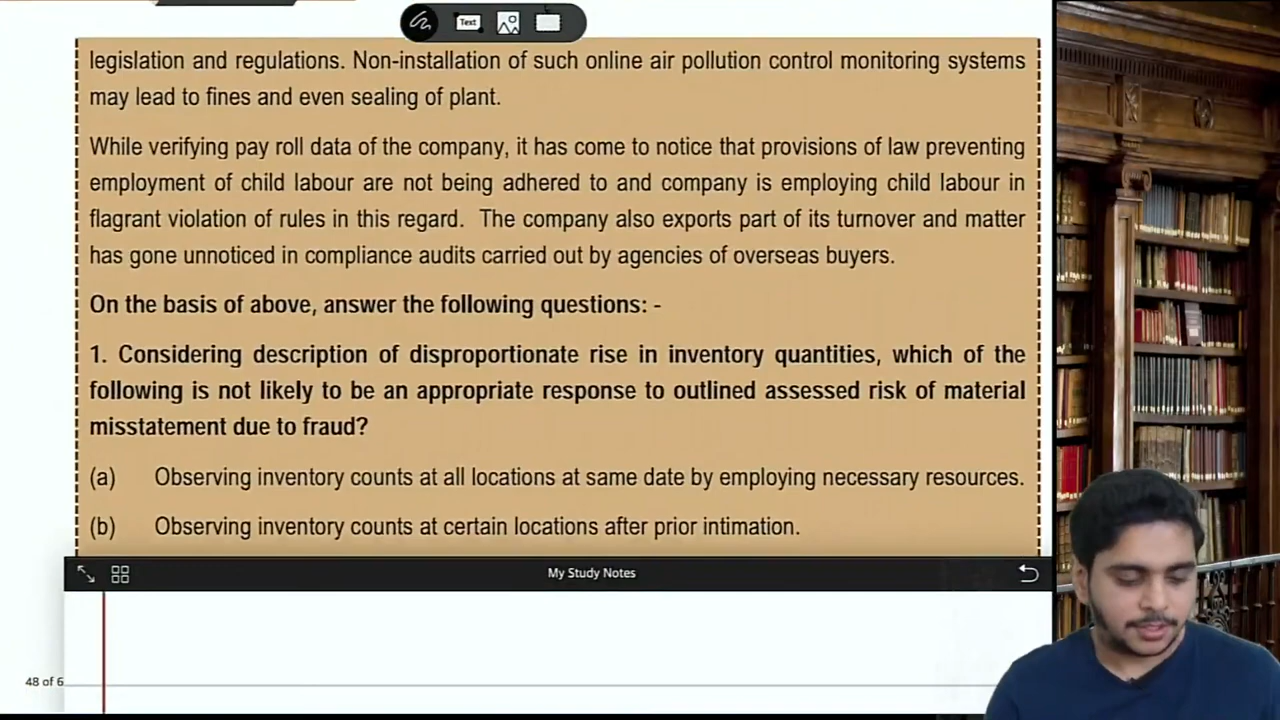 Text
legislation and regulations. Non-installation of such online air pollution control monitoring systems
may lead to fines and even sealing of plant.
While verifying pay roll data of the company, it has come to notice that provisions of law preventing
employment of child labour are not being adhered to and company is employing child labour in
flagrant violation of rules in this regard. The company also exports part of its turnover and matter
has gone unnoticed in compliance audits carried out by agencies of overseas buyers.
On the basis of above, answer the following questions: -
1. Considering description of disproportionate rise in inventory quantities, which of the
following is not likely to be an appropriate response to outlined assessed risk of material
misstatement due to fraud?
(a) Observing inventory counts at all locations at same date by employing necessary resources.
(b) Observing inventory counts at certain locations after prior intimation.
My Study Notes
48 of 6